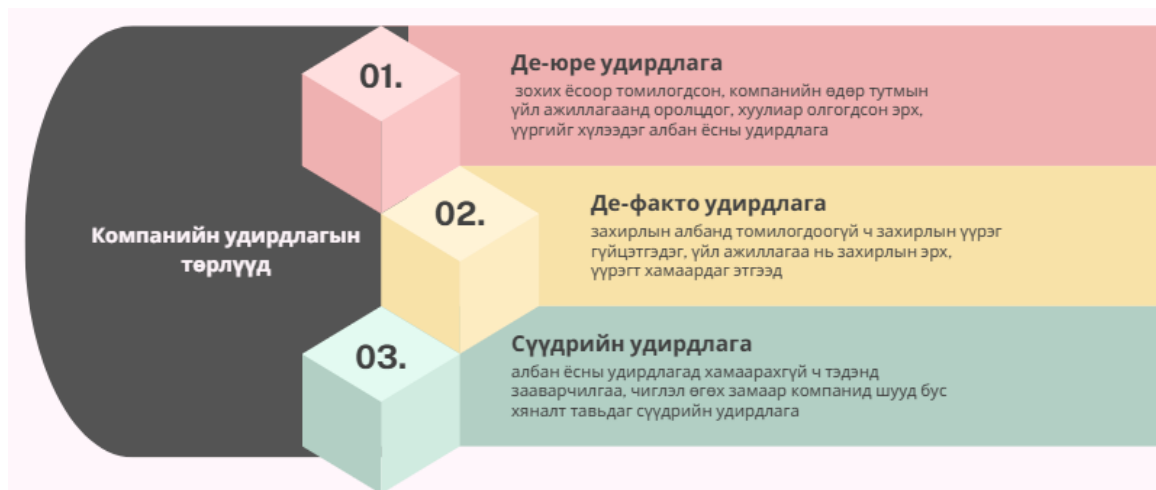 Компанийн удирдлагын
төрлүүд
01.
Де-юре удирдлага
зохих ёсоор томилогдсон, компанийн өдөр тутмын
үйл ажиллагаанд оролцдог, хуулиар олгогдсон эрх,
үүргийг хүлээдэг албан ёсны удирдлага
02.
Де-факто удирдлага
захирлын албанд томилогдоогүй ч захирлын үүрэг
гүйцэтгэдэг, үйл ажиллагаа нь захирлын эрх,
үүрэгт хамаардаг этгээд
03.
Сүүдрийн удирдлага
албан ёсны удирдлагад хамаарахгүй ч тэдэнд
зааварчилгаа, чиглэл өгөх замаар компанид шууд бус
хяналт тавьдаг сүүдрийн удирдлага